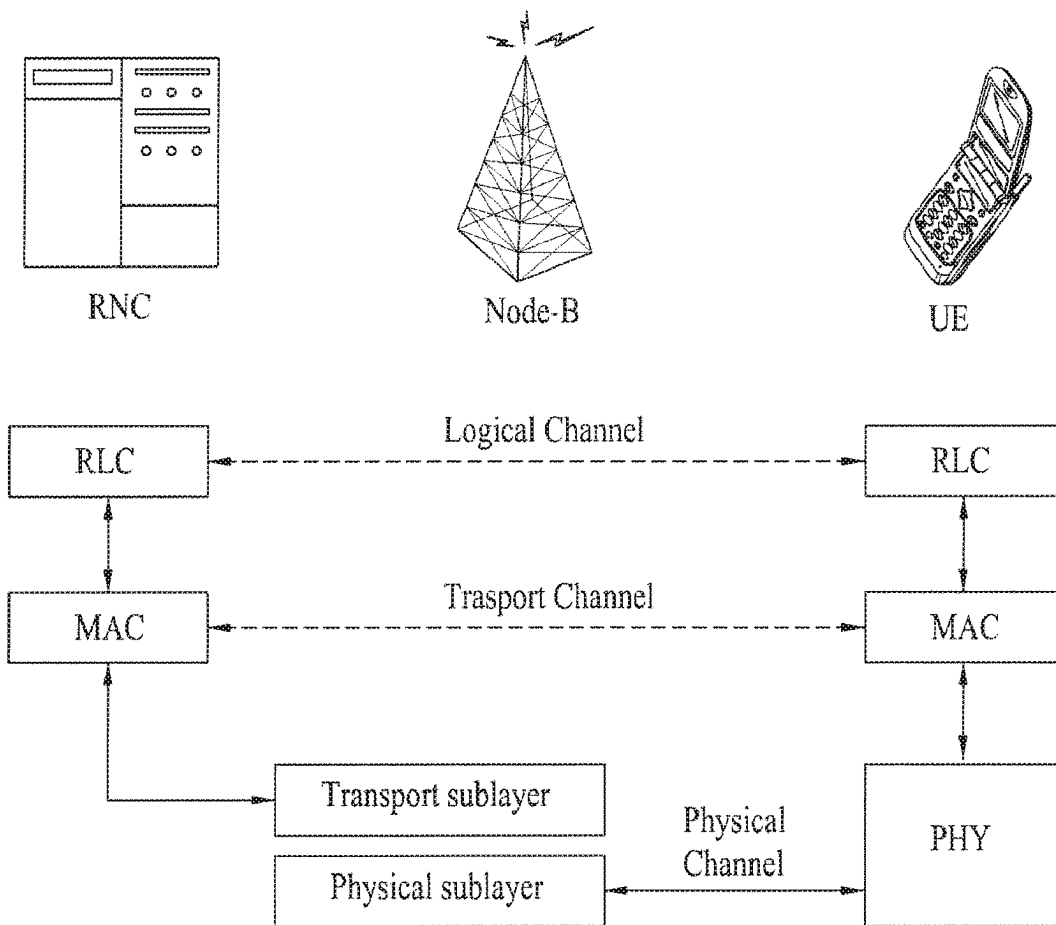 RNC
Node-B
UE
Logical Channel
RLC
RLC
Trasport Channel
MAC
MAC
Transport sublayer
Physical
Channel
PHY
Physical sublayer